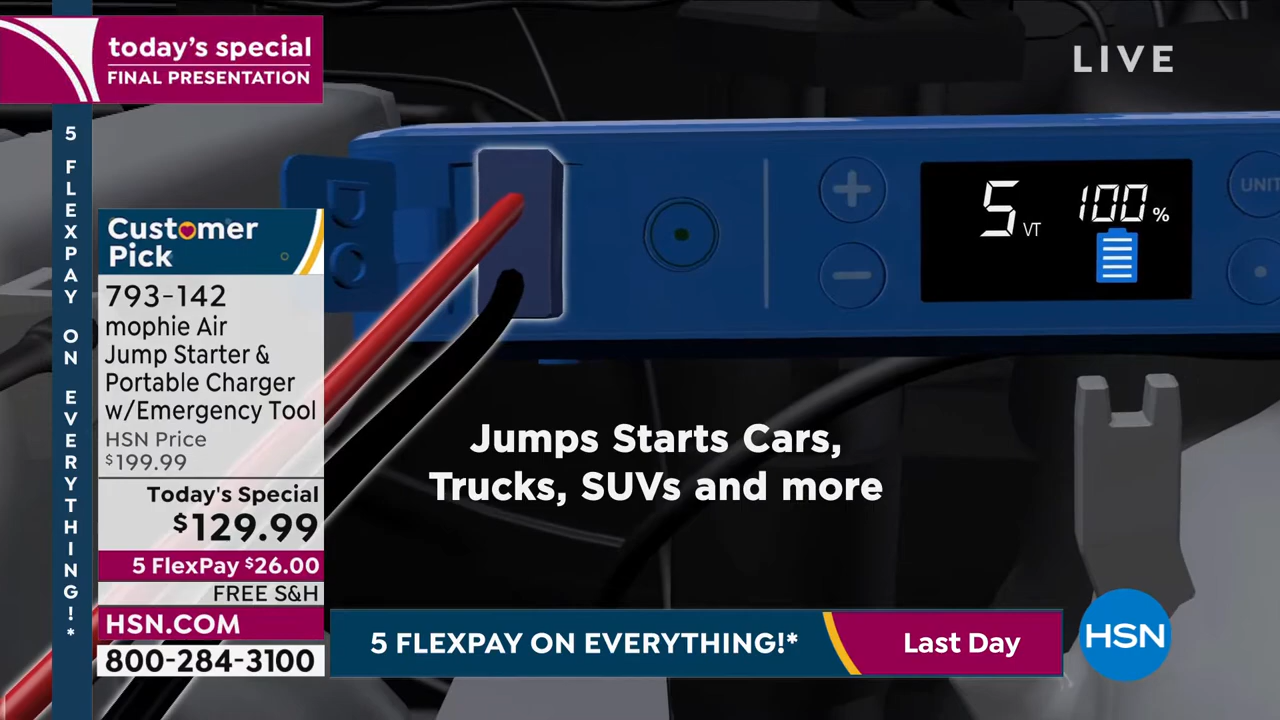 today's special
FINAL PRESENTATION
LIVE
5 FLEXPAY ON EVERYTHING!*
Customer
Pick
793-142
mophie Air
Jump Starter &
Portable Charger
w/Emergency Tool
HSN Price
$199.99
Today's Special
$129.99
5 FlexPay $26.00
FREE S&H
HSN.COM
800-284-3100
5 VT
100 %
UNIT
Jumps Starts Cars,
Trucks, SUVs and more
5 FLEXPAY ON EVERYTHING!*
Last Day
HSN